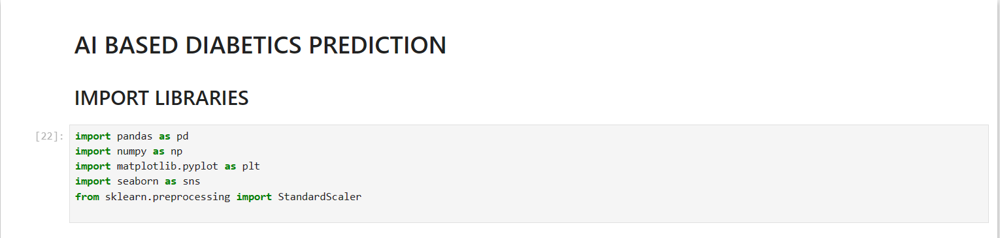 AI BASED DIABETICS PREDICTION
IMPORT LIBRARIES
[22]:
import pandas as pd
import numpy as np
import matplotlib.pyplot as plt
import seaborn as sns
from sklearn.preprocessing import StandardScaler